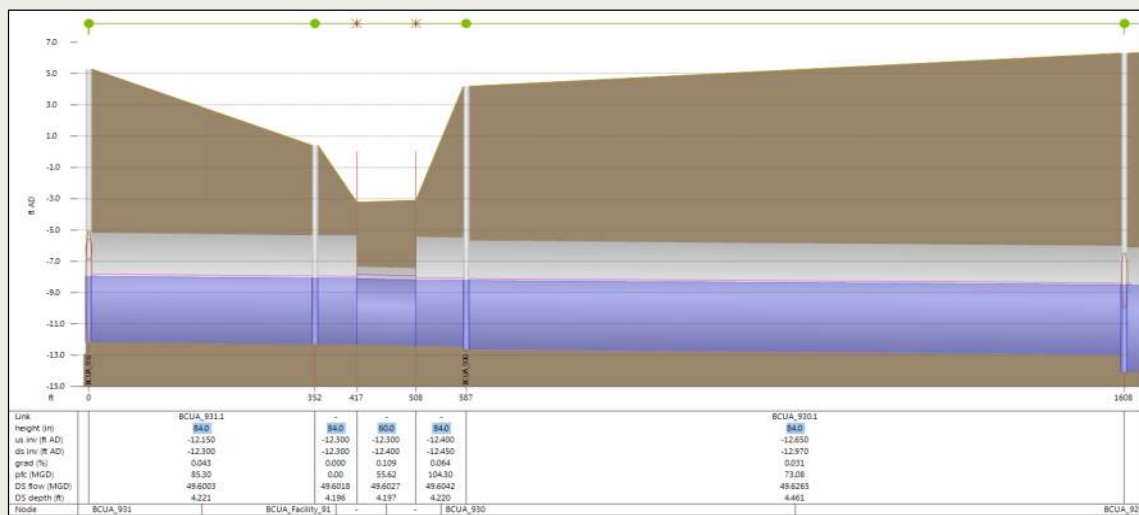 7.0
5.0
3.0
1.0
-1.0
-3.0
-5.0
-7.0
-9.0
-11.0
-13.0
-15.0
ft AD
ft 0 352 417 508 587 1608
Link BCUA_931.1 - - - BCUA_930.1
height (in) 84.0 84.0 60.0 84.0 84.0
us inv (ft AD) -12.150 -12.300 -12.300 -12.400 -12.650
ds inv (ft AD) -12.300 -12.300 -12.400 -12.450 -12.970
grad (%) 0.043 0.000 0.109 0.064 0.031
pfc (MGD) 85.30 0.00 55.62 104.30 73.08
DS flow (MGD) 49.6003 49.6018 49.6027 49.6042 49.6265
DS depth (ft) 4.221 4.196 4.197 4.220 4.461
Node BCUA_931 BCUA_Facility_91 - - BCUA_930 BCUA_92